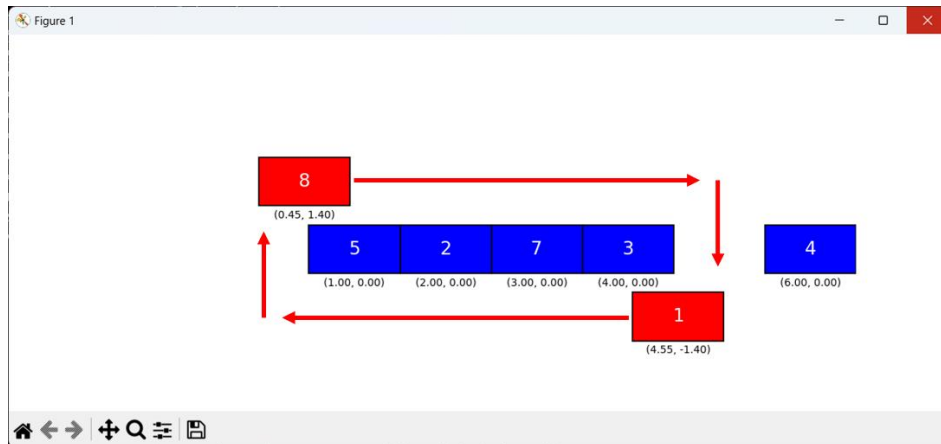 Figure 1
8
(0.45, 1.40)
5 2 7 3 4
(1.00, 0.00) (2.00, 0.00) (3.00, 0.00) (4.00, 0.00) (6.00, 0.00)
1
(4.55, -1.40)